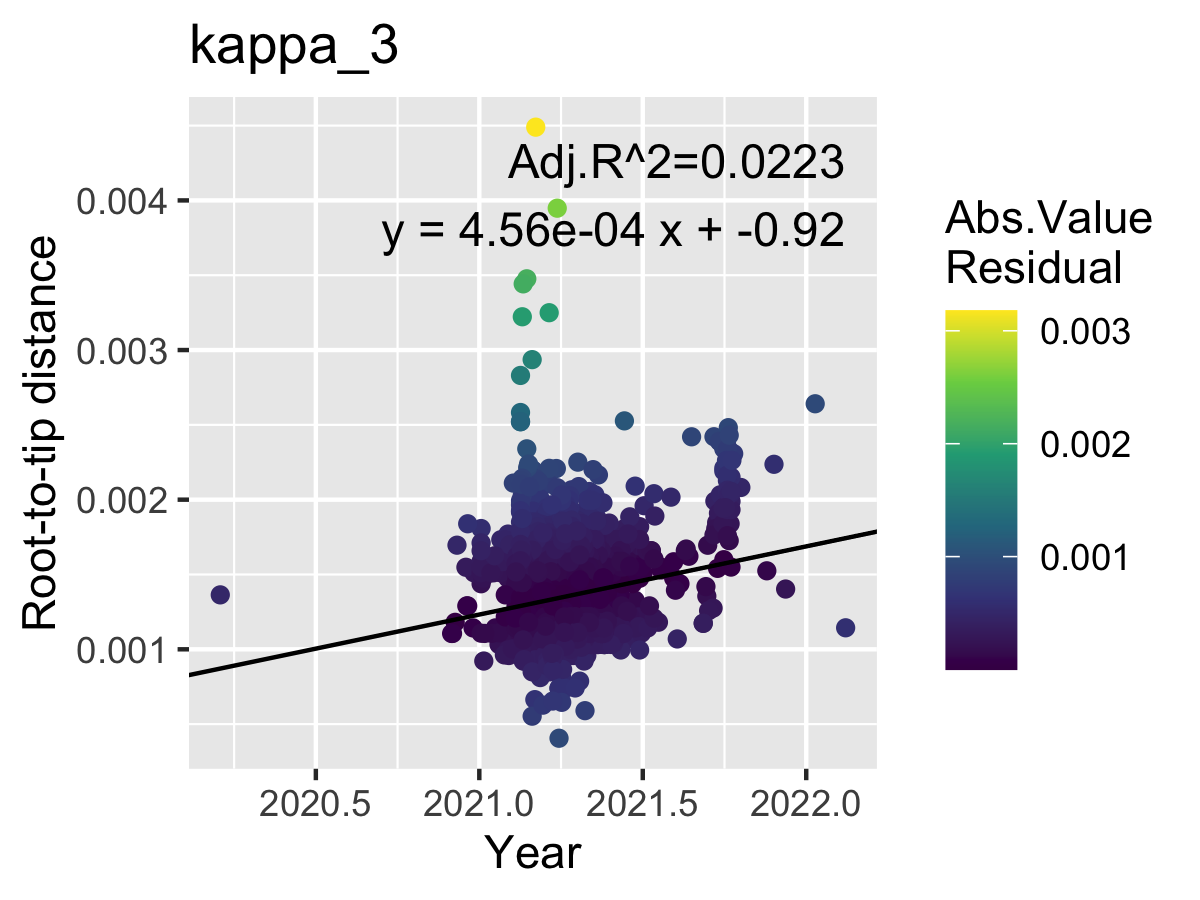 kappa_3
Adj.R^2=0.0223
y = 4.56e-04 x + -0.92
0.004
0.003
0.002
0.001
Root-to-tip distance
2020.5
2021.0
2021.5
2022.0
Year
Abs.Value
Residual
0.003
0.002
0.001